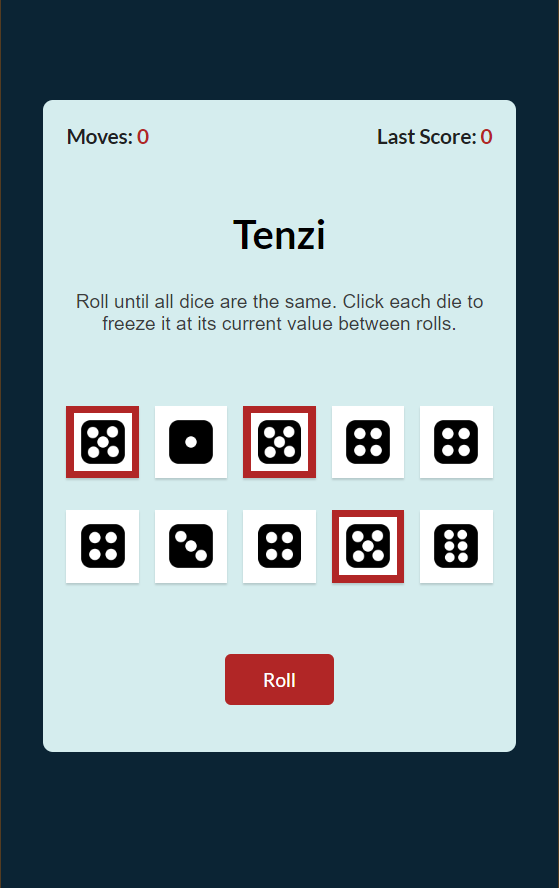 Moves: 0
Last Score: 0
Tenzi
Roll until all dice are the same. Click each die to
freeze it at its current value between rolls.
Roll